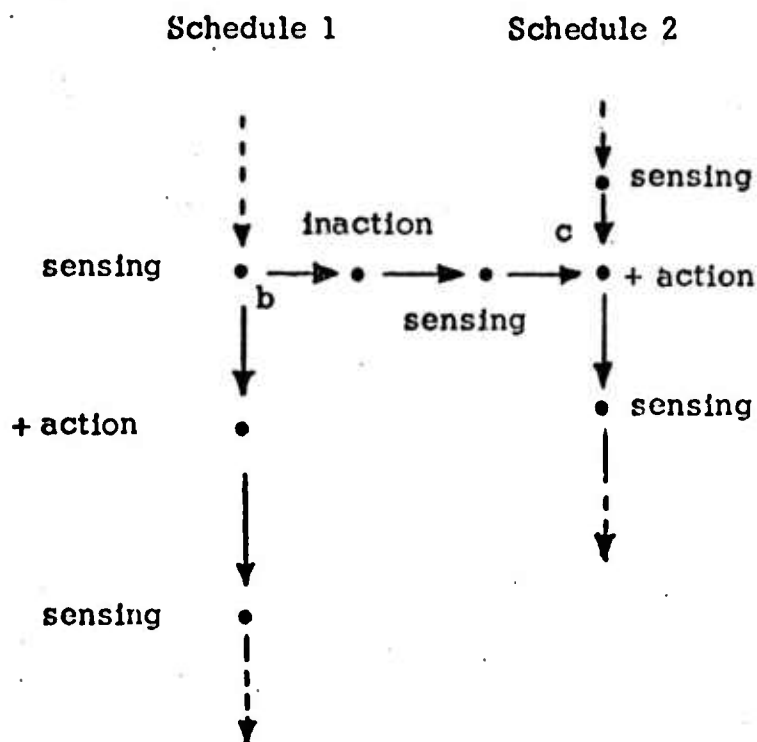 Schedule 1
Schedule 2
sensing
inaction
c
sensing
b
+ action
sensing
+ action
sensing
sensing